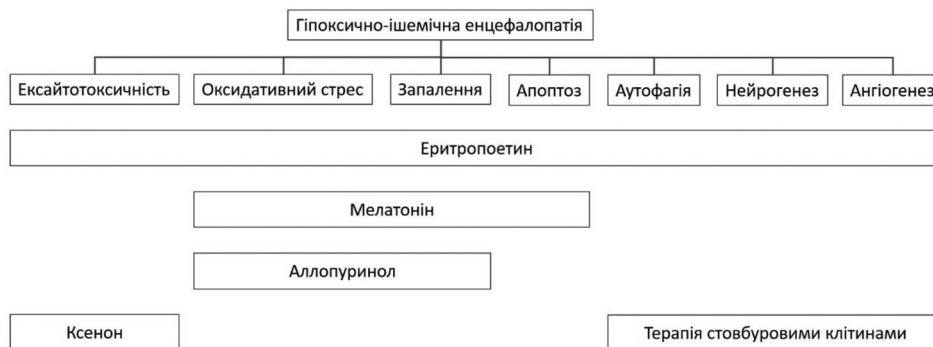 Гіпоксично-ішемічна енцефалопатія
Ексайтотоксичність
Оксидативний стрес
Запалення
Апоптоз
Аутофагія
Нейрогенез
Ангіогенез
Еритропоетин
Мелатонін
Аллопуринол
Ксенон
Терапія стовбуровими клітинами